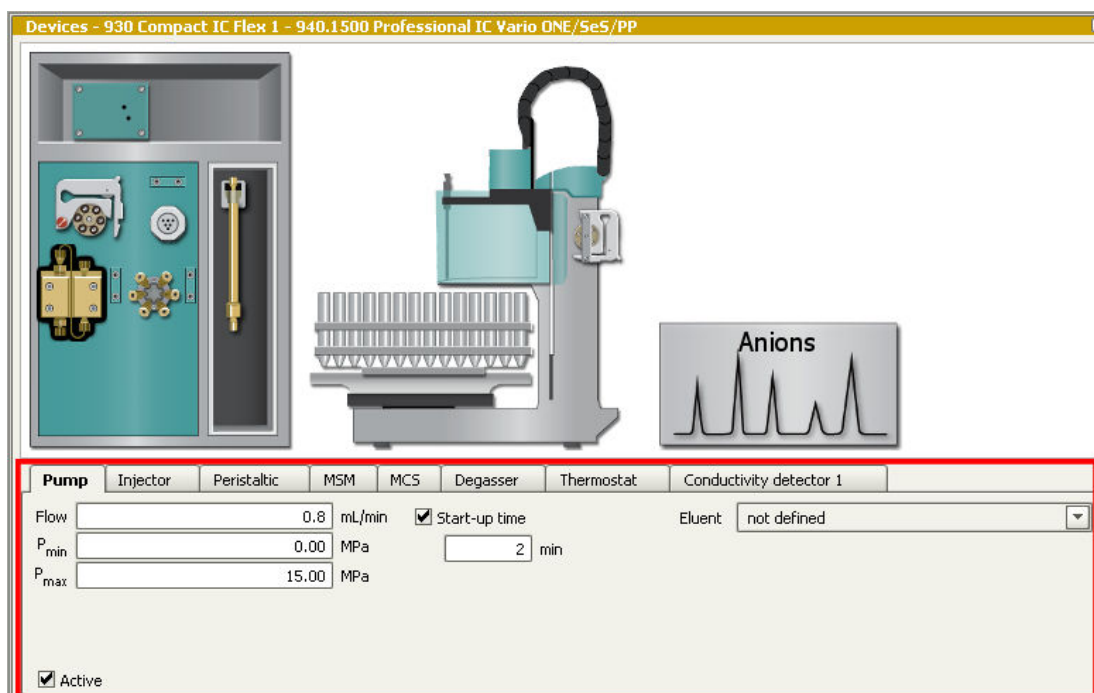 Devices - 930 Compact IC Flex 1 - 940.1500 Professional IC Vario ONE/SeS/PP
Anions
Pump Injector Peristaltic MSM MCS Degasser Thermostat Conductivity detector 1
Flow 0.8 mL/min Start-up time Eluent not defined
Pmin 0.00 MPa 2 min
Pmax 15.00 MPa
Active